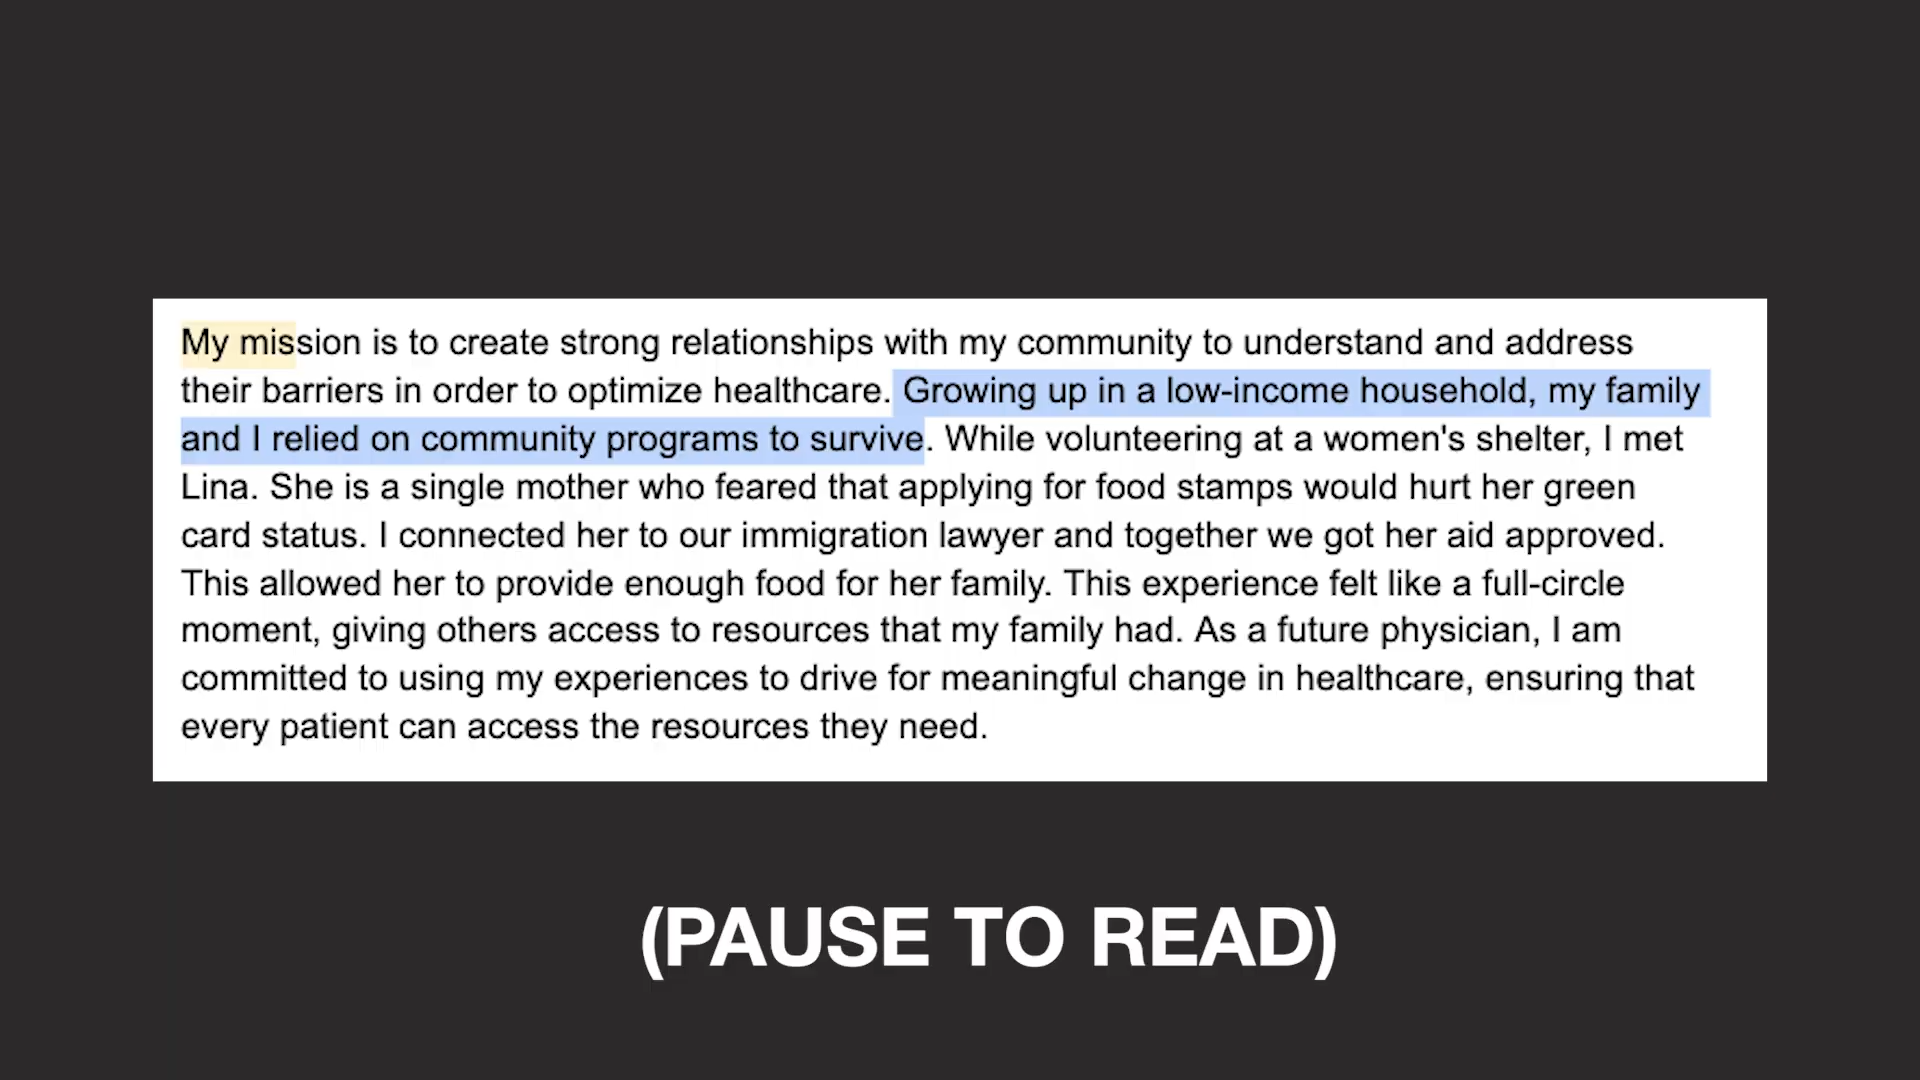 My mission is to create strong relationships with my community to understand and address
their barriers in order to optimize healthcare. Growing up in a low-income household, my family
and I relied on community programs to survive. While volunteering at a women's shelter, I met
Lina. She is a single mother who feared that applying for food stamps would hurt her green
card status. I connected her to our immigration lawyer and together we got her aid approved.
This allowed her to provide enough food for her family. This experience felt like a full-circle
moment, giving others access to resources that my family had. As a future physician, I am
committed to using my experiences to drive for meaningful change in healthcare, ensuring that
every patient can access the resources they need.
(PAUSE TO READ)